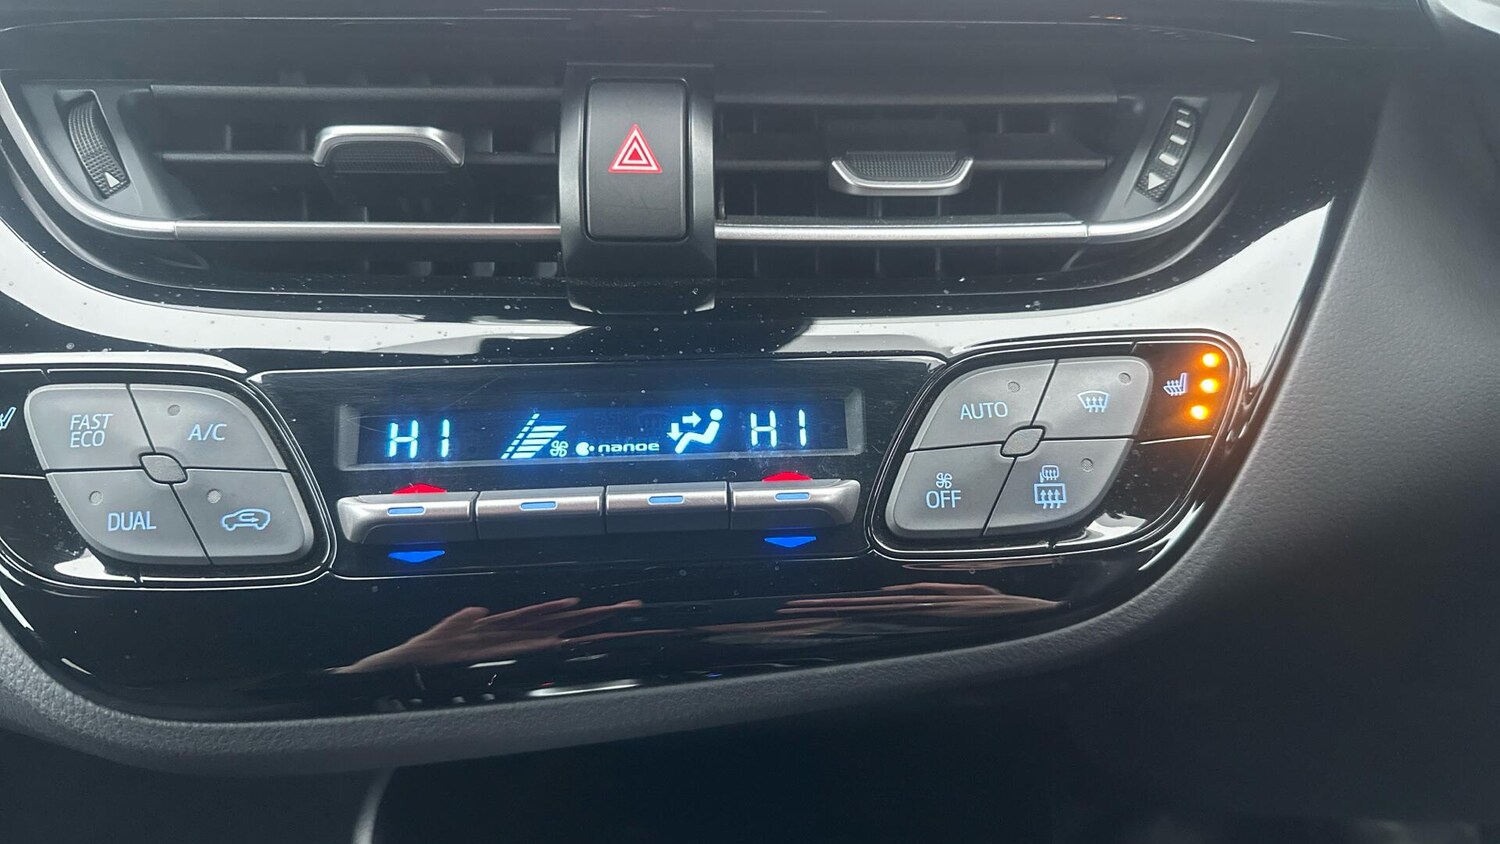 HI nanoe HI
FAST
ECO
A/C
DUAL
AUTO
OFF